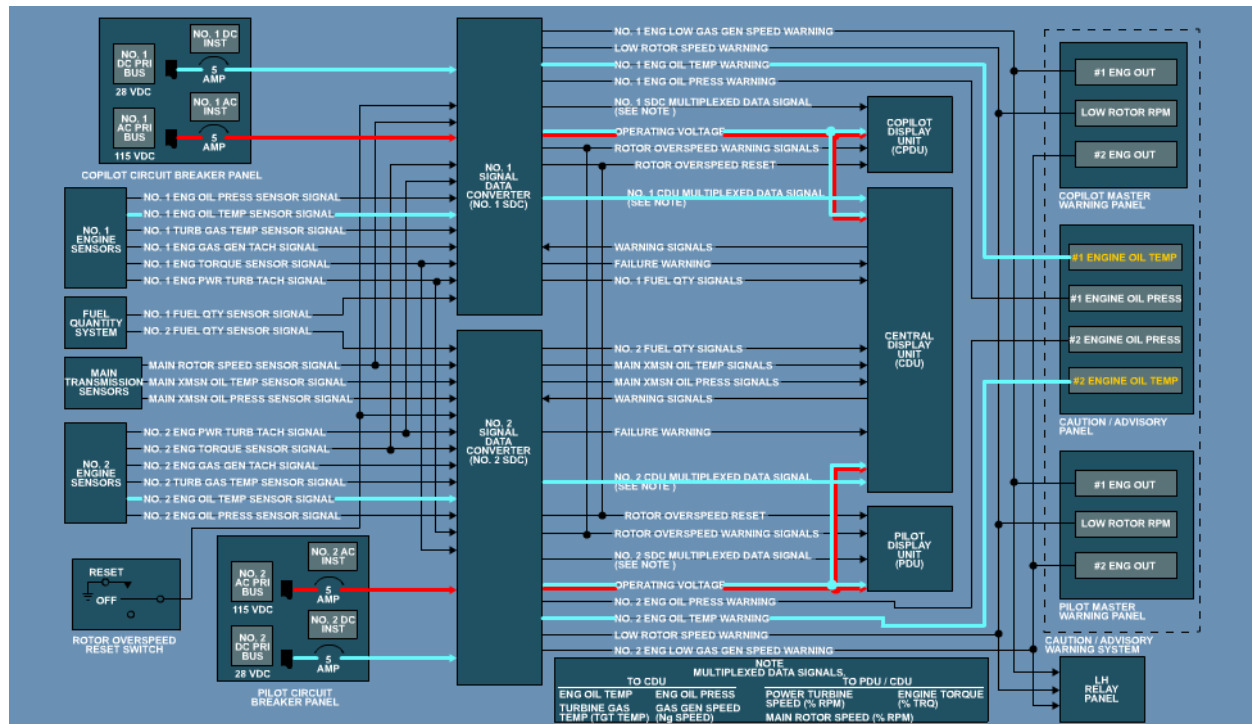 NO. 1 DC
INST
NO. 1
DC PRI
BUS
5
AMP
28 VDC
NO. 1 AC
INST
NO. 1
AC PRI
BUS
5
AMP
115 VDC
COPILOT CIRCUIT BREAKER PANEL
NO. 1
ENGINE
SENSORS
NO. 1 ENG OIL PRESS SENSOR SIGNAL
NO. 1 ENG OIL TEMP SENSOR SIGNAL
NO. 1 TURB GAS TEMP SENSOR SIGNAL
NO. 1 ENG GAS GEN TACH SIGNAL
NO. 1 ENG TORQUE SENSOR SIGNAL
NO. 1 ENG PWR TURB TACH SIGNAL
FUEL
QUANTITY
SYSTEM
NO. 1 FUEL QTY SENSOR SIGNAL
NO. 2 FUEL QTY SENSOR SIGNAL
MAIN
TRANSMISSION
SENSORS
MAIN ROTOR SPEED SENSOR SIGNAL
MAIN XMSN OIL TEMP SENSOR SIGNAL
MAIN XMSN OIL PRESS SENSOR SIGNAL
NO. 2
ENGINE
SENSORS
NO. 2 ENG PWR TURB TACH SIGNAL
NO. 2 ENG TORQUE SENSOR SIGNAL
NO. 2 ENG GAS GEN TACH SIGNAL
NO. 2 TURB GAS TEMP SENSOR SIGNAL
NO. 2 ENG OIL TEMP SENSOR SIGNAL
NO. 2 ENG OIL PRESS SENSOR SIGNAL
RESET
OFF
ROTOR OVERSPEED
RESET SWITCH
NO. 2 AC
INST
NO. 2
AC PRI
BUS
5
AMP
115 VDC
NO. 2 DC
INST
NO. 2
DC PRI
BUS
5
AMP
28 VDC
PILOT CIRCUIT
BREAKER PANEL
NO. 1
SIGNAL
DATA
CONVERTER
(NO. 1 SDC)
NO. 2
SIGNAL
DATA
CONVERTER
(NO. 2 SDC)
NO. 1 ENG LOW GAS GEN SPEED WARNING
LOW ROTOR SPEED WARNING
NO. 1 ENG OIL TEMP WARNING
NO. 1 ENG OIL PRESS WARNING
NO. 1 SDC MULTIPLEXED DATA SIGNAL
(SEE NOTE )
OPERATING VOLTAGE
ROTOR OVERSPEED WARNING SIGNALS
ROTOR OVERSPEED RESET
NO. 1 CDU MULTIPLEXED DATA SIGNAL
(SEE NOTE)
WARNING SIGNALS
FAILURE WARNING
NO. 1 FUEL QTY SIGNALS
NO. 2 FUEL QTY SIGNALS
MAIN XMSN OIL TEMP SIGNALS
MAIN XMSN OIL PRESS SIGNALS
WARNING SIGNALS
FAILURE WARNING
NO. 2 CDU MULTIPLEXED DATA SIGNAL
(SEE NOTE )
ROTOR OVERSPEED RESET
ROTOR OVERSPEED WARNING SIGNALS
NO. 2 SDC MULTIPLEXED DATA SIGNAL
(SEE NOTE )
OPERATING VOLTAGE
NO. 2 ENG OIL PRESS WARNING
NO. 2 ENG OIL TEMP WARNING
LOW ROTOR SPEED WARNING
NO. 2 ENG LOW GAS GEN SPEED WARNING
COPILOT
DISPLAY
UNIT
(CPDU)
CENTRAL
DISPLAY
UNIT
(CDU)
PILOT
DISPLAY
UNIT
(PDU)
#1 ENG OUT
LOW ROTOR RPM
#2 ENG OUT
COPILOT MASTER
WARNING PANEL
#1 ENGINE OIL TEMP
#1 ENGINE OIL PRESS
#2 ENGINE OIL PRESS
#2 ENGINE OIL TEMP
CAUTION / ADVISORY
PANEL
#1 ENG OUT
LOW ROTOR RPM
#2 ENG OUT
PILOT MASTER
WARNING PANEL
CAUTION / ADVISORY
WARNING SYSTEM
LH
RELAY
PANEL
NOTE
MULTIPLEXED DATA SIGNALS,
TO CDU TO PDU / CDU
ENG OIL TEMP ENG OIL PRESS POWER TURBINE ENGINE TORQUE
SPEED (% RPM) (% TRQ)
TURBINE GAS GAS GEN SPEED
TEMP (TGT TEMP) (Ng SPEED) MAIN ROTOR SPEED (% RPM)